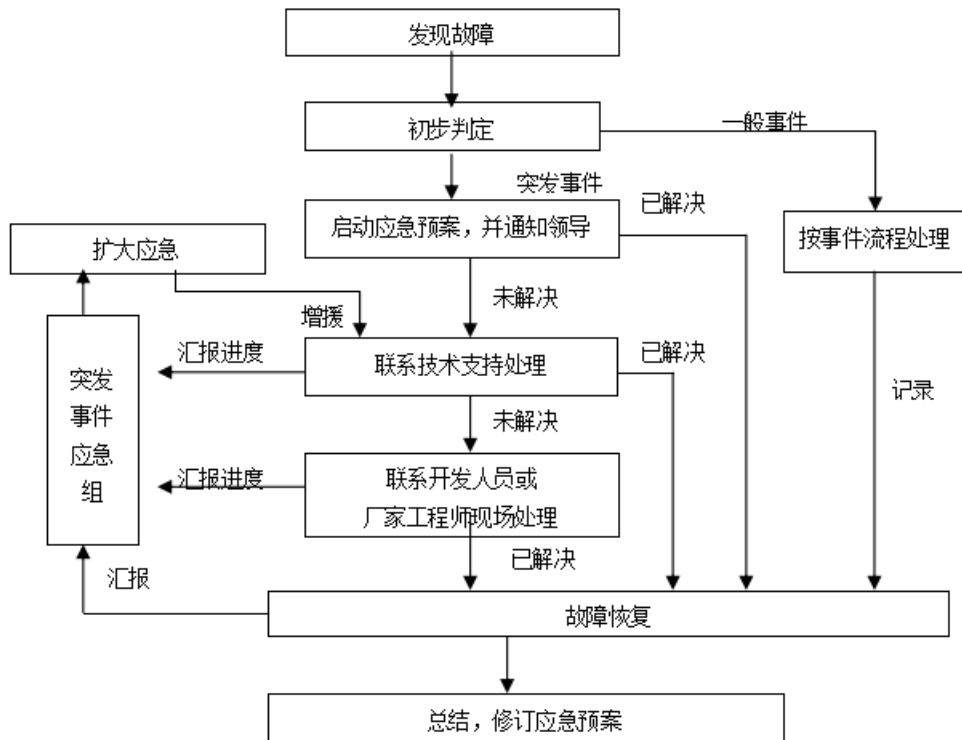 发现故障
初步判定
一般事件
突发事件
已解决
启动应急预案，并通知领导
按事件流程处理
扩大应急
未解决
增援
汇报进度
联系技术支持处理
已解决
突发
事件
应急
组
记录
未解决
汇报进度
联系开发人员或
厂家工程师现场处理
已解决
汇报
故障恢复
总结，修订应急预案